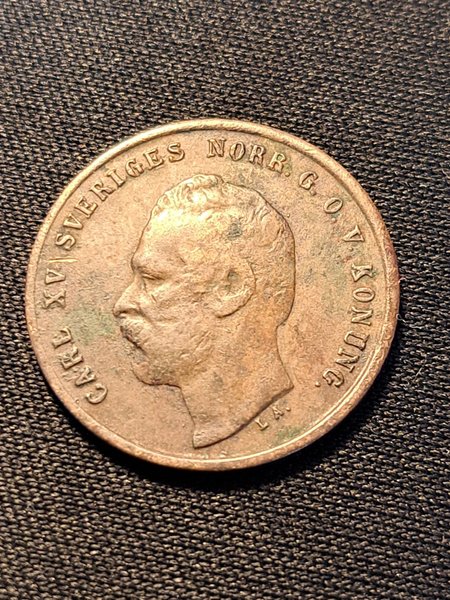 CARL XV SVERIGES NORR. G. O. V. KONUNG.
L.A.